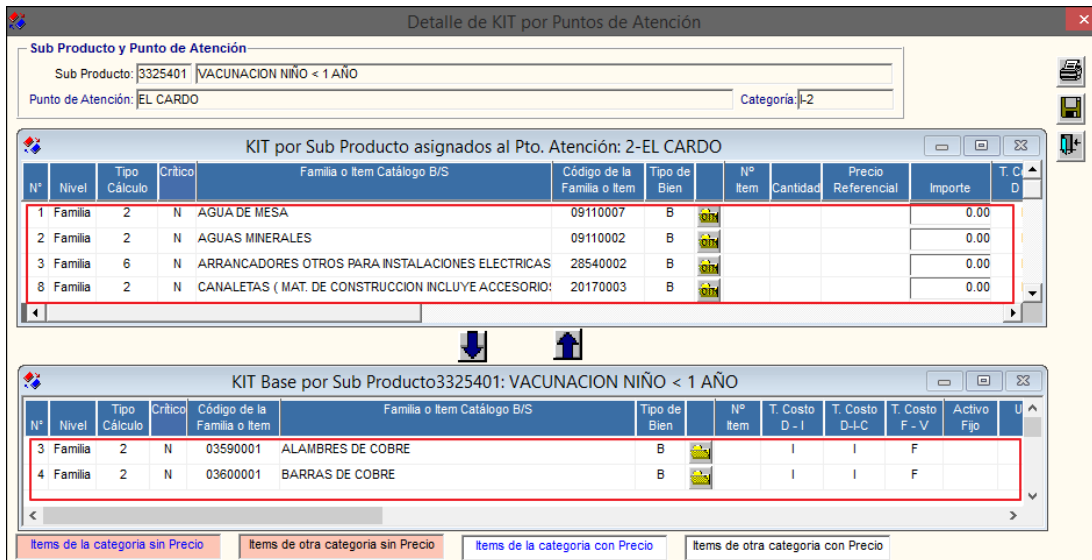 Detalle de KIT por Puntos de Atención
Sub Producto y Punto de Atención
Sub Producto: 3325401 VACUNACION NIÑO < 1 AÑO
Punto de Atención: EL CARDO Categoría: I-2
KIT por Sub Producto asignados al Pto. Atención: 2-EL CARDO
N° Nivel Tipo Cálculo Crítico Familia o Item Catálogo B/S Código de la Familia o Item Tipo de Bien Nº Item Cantidad Precio Referencial Importe T. C D
1 Familia 2 N AGUA DE MESA 09110007 B 0.00
2 Familia 2 N AGUAS MINERALES 09110002 B 0.00
3 Familia 6 N ARRANCADORES OTROS PARA INSTALACIONES ELECTRICAS 28540002 B 0.00
8 Familia 2 N CANALETAS ( MAT. DE CONSTRUCCION INCLUYE ACCESORIO 20170003 B 0.00
KIT Base por Sub Producto3325401: VACUNACION NIÑO < 1 AÑO
N° Nivel Tipo Cálculo Crítico Código de la Familia o Item Familia o Item Catálogo B/S Tipo de Bien Nº Item T. Costo D - I T. Costo D-I-C T. Costo F - V Activo Fijo U
3 Familia 2 N 03590001 ALAMBRES DE COBRE B I I F
4 Familia 2 N 03600001 BARRAS DE COBRE B I I F
Items de la categoria sin Precio Items de otra categoria sin Precio Items de la categoria con Precio Items de otra categoria con Precio